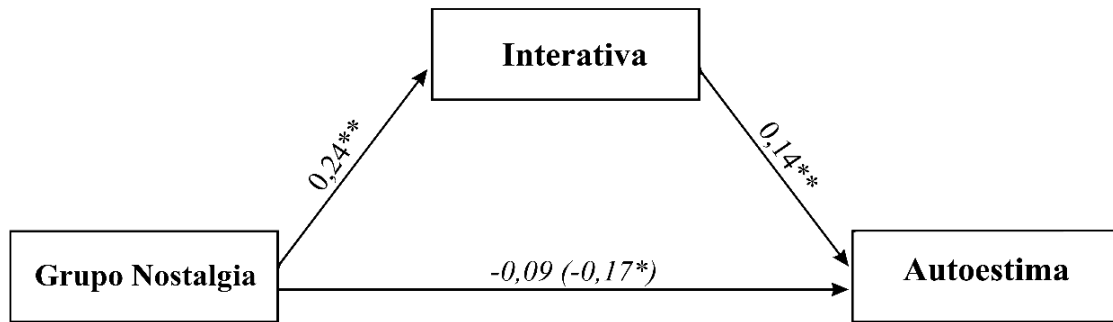 Interativa
0,24**
0,14**
Grupo Nostalgia
-0,09 (-0,17*)
Autoestima